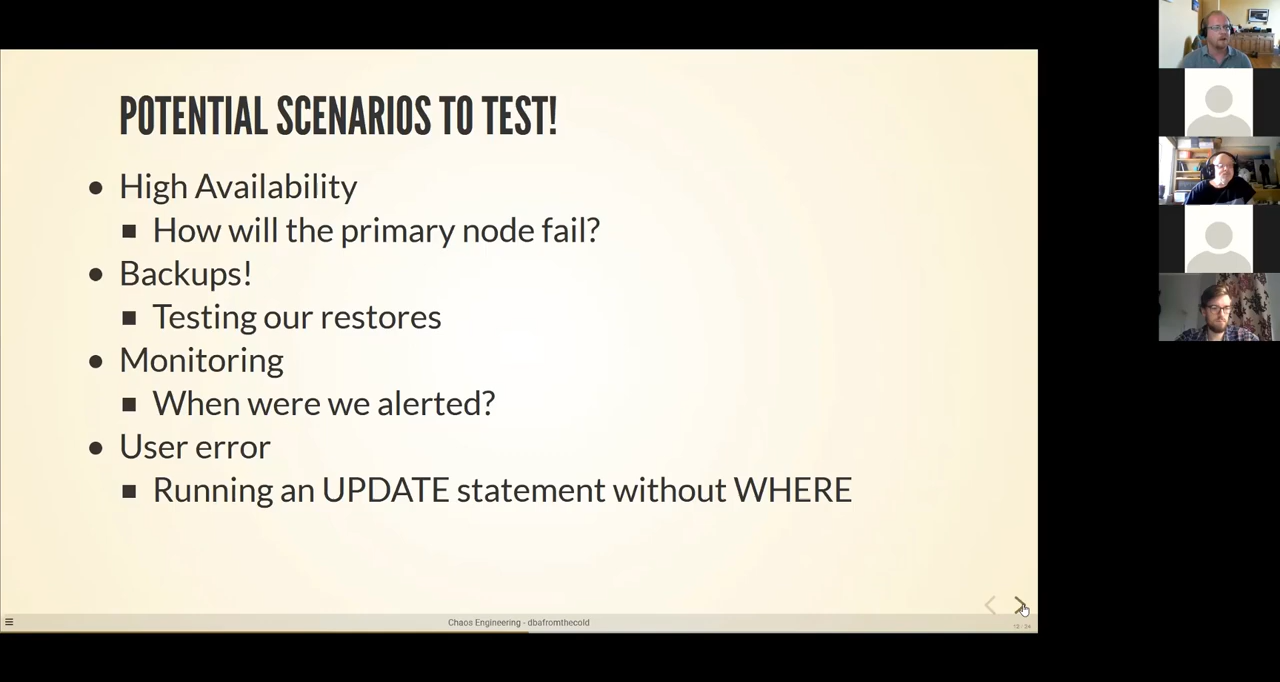 POTENTIAL SCENARIOS TO TEST!
High Availability
How will the primary node fail?
Backups!
Testing our restores
Monitoring
When were we alerted?
User error
Running an UPDATE statement without WHERE
Chaos Engineering - dbafromthecold